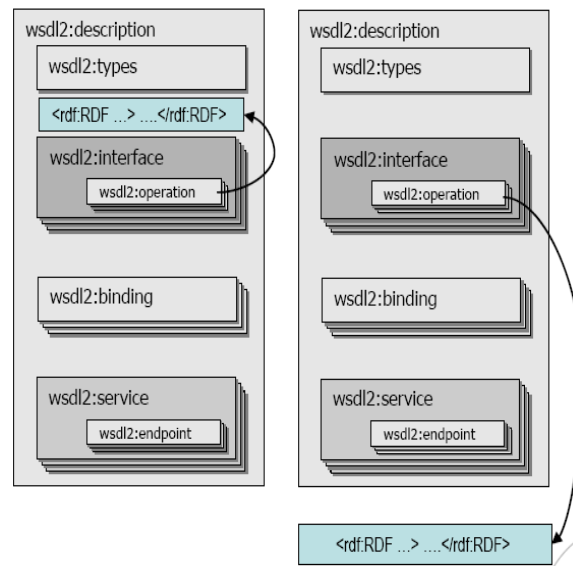 wsdl2:description
wsdl2:types
<rdf:RDF ...> ....</rdf:RDF>
wsdl2:interface
wsdl2:operation
wsdl2:binding
wsdl2:service
wsdl2:endpoint
wsdl2:description
wsdl2:types
wsdl2:interface
wsdl2:operation
wsdl2:binding
wsdl2:service
wsdl2:endpoint
<rdf:RDF ...> ....</rdf:RDF>